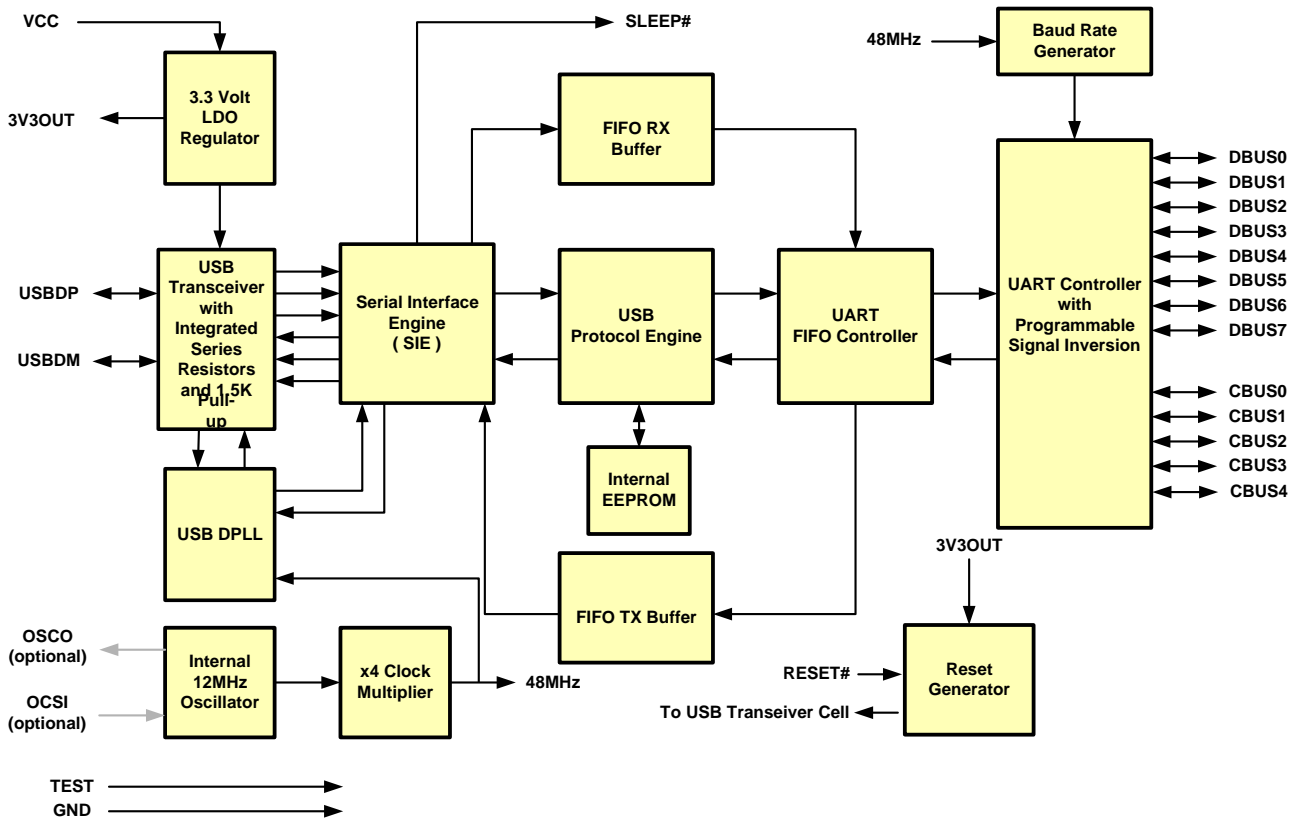 VCC
SLEEP#
48MHz
Baud Rate
Generator
3.3 Volt
LDO
Regulator
3V3OUT
FIFO RX
Buffer
DBUS0
DBUS1
DBUS2
DBUS3
DBUS4
DBUS5
DBUS6
DBUS7
USBDP
USBDM
USB
Transceiver
with
Integrated
Series
Resistors
and 1.5K
Pull-
up
Serial Interface
Engine
( SIE )
USB
Protocol Engine
UART
FIFO Controller
UART Controller
with
Programmable
Signal Inversion
CBUS0
CBUS1
CBUS2
CBUS3
CBUS4
Internal
EEPROM
USB DPLL
3V3OUT
FIFO TX Buffer
OSCO
(optional)
OCSI
(optional)
Internal
12MHz
Oscillator
x4 Clock
Multiplier
48MHz
RESET#
Reset
Generator
To USB Transeiver Cell
TEST
GND